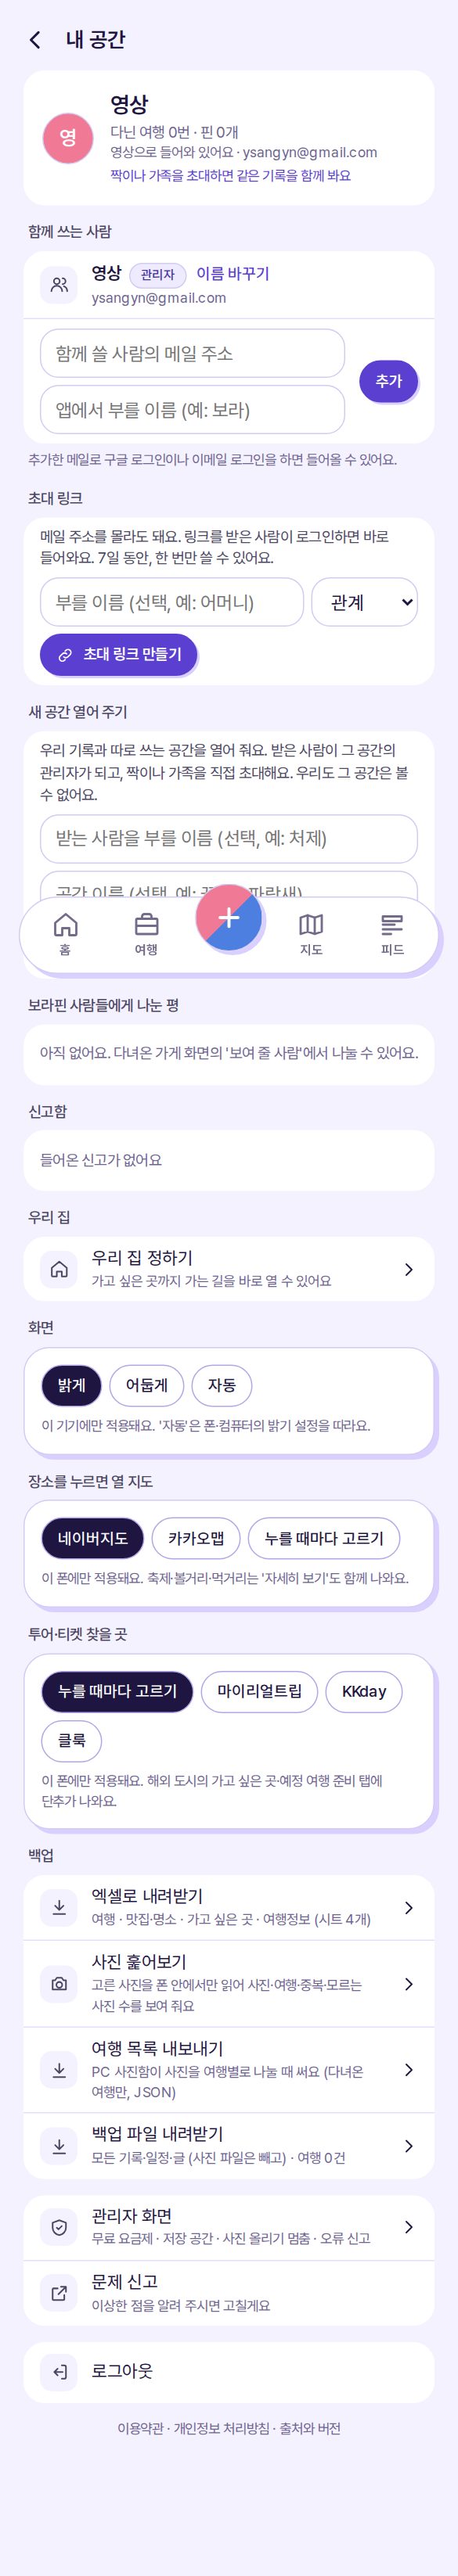 내 공간
영
영상
다닌 여행 0번 · 핀 0개
영상으로 들어와 있어요 · ysangyn@gmail.com
짝이나 가족을 초대하면 같은 기록을 함께 봐요
함께 쓰는 사람
영상 관리자 이름 바꾸기
ysangyn@gmail.com
함께 쓸 사람의 메일 주소
앱에서 부를 이름 (예: 보라)
추가
추가한 메일로 구글 로그인이나 이메일 로그인을 하면 들어올 수 있어요.
초대 링크
메일 주소를 몰라도 돼요. 링크를 받은 사람이 로그인하면 바로
들어와요. 7일 동안, 한 번만 쓸 수 있어요.
부를 이름 (선택, 예: 어머니) 관계
초대 링크 만들기
새 공간 열어 주기
우리 기록과 따로 쓰는 공간을 열어 줘요. 받은 사람이 그 공간의
관리자가 되고, 짝이나 가족을 직접 초대해요. 우리도 그 공간은 볼
수 없어요.
받는 사람을 부를 이름 (선택, 예: 처제)
공간 이름 (선택, 예: 파랑새)
홈 여행 지도 피드
보라핀 사람들에게 나눈 평
아직 없어요. 다녀온 가게 화면의 '보여 줄 사람'에서 나눌 수 있어요.
신고함
들어온 신고가 없어요
우리 집
우리 집 정하기
가고 싶은 곳까지 가는 길을 바로 열 수 있어요
화면
밝게 어둡게 자동
이 기기에만 적용돼요. '자동'은 폰·컴퓨터의 밝기 설정을 따라요.
장소를 누르면 열 지도
네이버지도 카카오맵 누를 때마다 고르기
이 폰에만 적용돼요. 축제·볼거리·먹거리는 '자세히 보기'도 함께 나와요.
투어·티켓 찾을 곳
누를 때마다 고르기 마이리얼트립 KKday
클룩
이 폰에만 적용돼요. 해외 도시의 가고 싶은 곳·예정 여행 준비 탭에
단추가 나와요.
백업
엑셀로 내려받기
여행 · 맛집·명소 · 가고 싶은 곳 · 여행정보 (시트 4개)
사진 훑어보기
고른 사진을 폰 안에서만 읽어 사진·여행·중복·모르는
사진 수를 보여 줘요
여행 목록 내보내기
PC 사진함이 사진을 여행별로 나눌 때 써요 (다녀온
여행만, JSON)
백업 파일 내려받기
모든 기록·일정·글 (사진 파일은 빼고) · 여행 0건
관리자 화면
무료 요금제 · 저장 공간 · 사진 올리기 멈춤 · 오류 신고
문제 신고
이상한 점을 알려 주시면 고칠게요
로그아웃
이용약관 · 개인정보 처리방침 · 출처와 버전